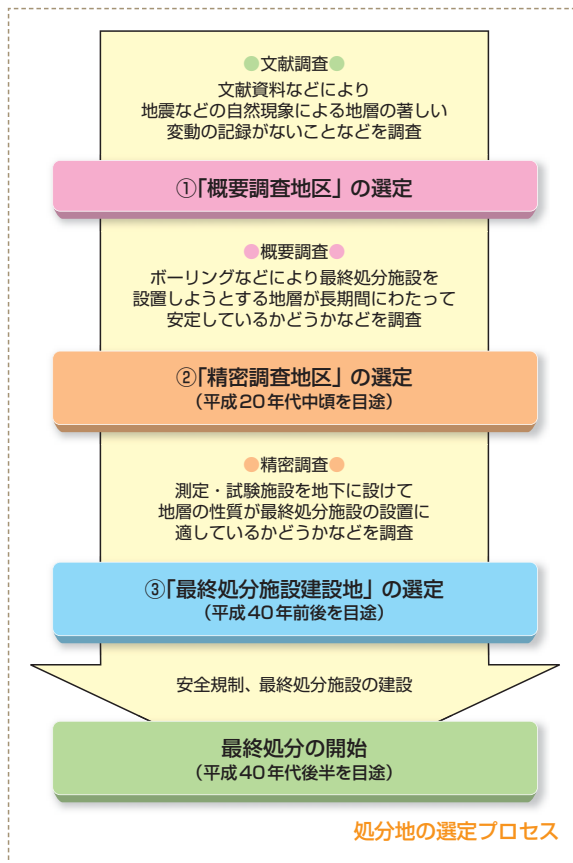 ●文献調査●
文献資料などにより
地震などの自然現象による地層の著しい
変動の記録がないことなどを調査
①「概要調査地区」の選定
●概要調査●
ボーリングなどにより最終処分施設を
設置しようとする地層が長期間にわたって
安定しているかどうかなどを調査
②「精密調査地区」の選定
（平成20年代中頃を目途）
●精密調査●
測定・試験施設を地下に設けて
地層の性質が最終処分施設の設置に
適しているかどうかなどを調査
③「最終処分施設建設地」の選定
（平成40年前後を目途）
安全規制、最終処分施設の建設
最終処分の開始
（平成40年代後半を目途）
処分地の選定プロセス